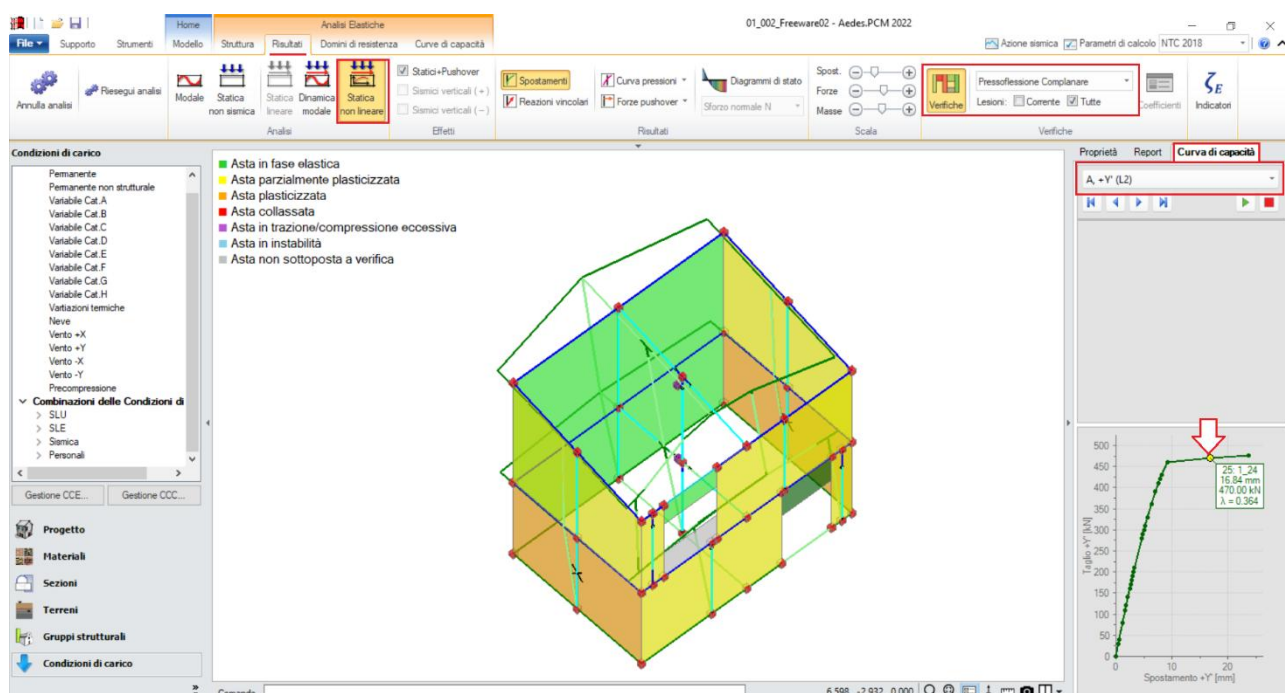 01_002_Freeware02 - Aedes.PCM 2022
Home
Analisi Elastiche
File Supporto Strumenti Modello Struttura Risultati Domini di resistenza Curve di capacità
Azione sismica Parametri di calcolo NTC 2018
Annulla analisi
Riesegui analisi
Modale
Statica non sismica
Statica lineare
Dinamica modale
Statica non lineare
Analisi
Statici+Pushover
Sismici verticali (+)
Sismici verticali (−)
Effetti
Spostamenti
Reazioni vincolari
Curva pressioni
Forze pushover
Diagrammi di stato
Sforzo normale N
Risultati
Spost.
Forze
Masse
Scala
Verifiche
Pressoflessione Complanare
Lesioni: Corrente Tutte
Coefficienti
Verifiche
ζE
Indicatori
Condizioni di carico
Permanente
Permanente non strutturale
Variabile Cat.A
Variabile Cat.B
Variabile Cat.C
Variabile Cat.D
Variabile Cat.E
Variabile Cat.F
Variabile Cat.G
Variabile Cat.H
Variazioni termiche
Neve
Vento +X
Vento +Y
Vento -X
Vento -Y
Precompressione
Combinazioni delle Condizioni di
SLU
SLE
Sismica
Personali
Gestione CCE... Gestione CCC...
Progetto
Materiali
Sezioni
Terreni
Gruppi strutturali
Condizioni di carico
Asta in fase elastica
Asta parzialmente plasticizzata
Asta plasticizzata
Asta collassata
Asta in trazione/compressione eccessiva
Asta in instabilità
Asta non sottoposta a verifica
Comando
6.598 -2.932 0.000
Proprietà Report Curva di capacità
A, +Y' (L2)
500
450
400
350
300
250
200
150
100
50
0
Taglio +Y' [kN]
25: 1_24
16.84 mm
470.00 kN
λ = 0.364
0 10 20
Spostamento +Y' [mm]